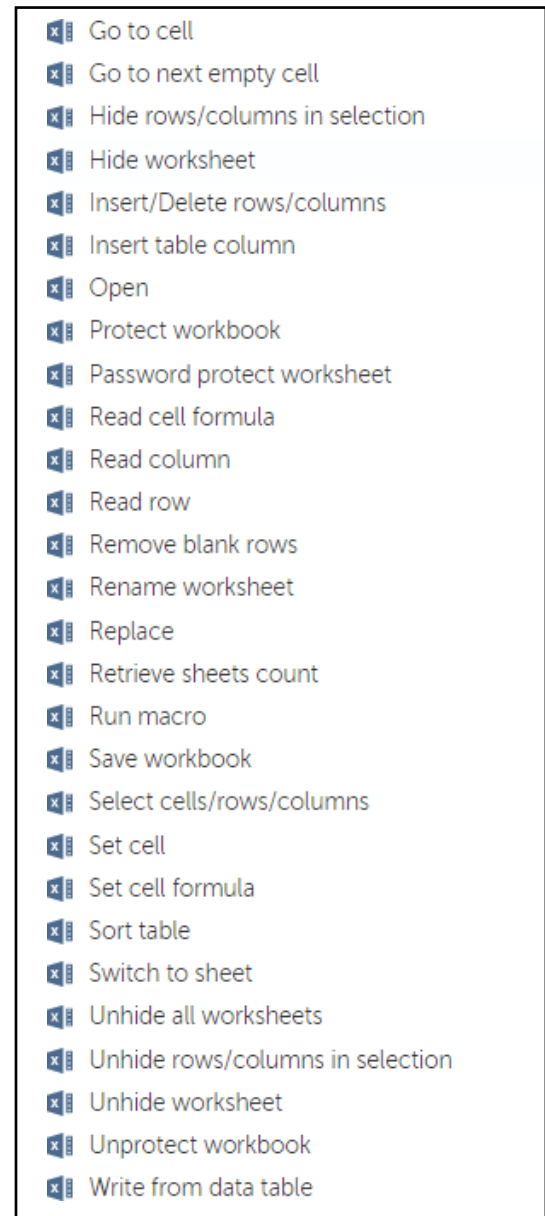 Go to cell
Go to next empty cell
Hide rows/columns in selection
Hide worksheet
Insert/Delete rows/columns
Insert table column
Open
Protect workbook
Password protect worksheet
Read cell formula
Read column
Read row
Remove blank rows
Rename worksheet
Replace
Retrieve sheets count
Run macro
Save workbook
Select cells/rows/columns
Set cell
Set cell formula
Sort table
Switch to sheet
Unhide all worksheets
Unhide rows/columns in selection
Unhide worksheet
Unprotect workbook
Write from data table